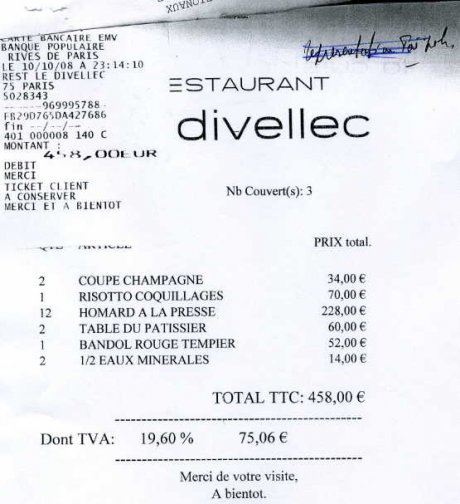 CARTE BANCAIRE EMV
BANQUE POPULAIRE
RIVES DE PARIS
LE 10/10/08 A 23:14:10
REST LE DIVELLEC
75 PARIS
5028343
------969995788-
FB29D765DA427686
fin --/--/--
401 000008 140 C
MONTANT :
458,00EUR
DEBIT
MERCI
TICKET CLIENT
A CONSERVER
MERCI ET A BIENTOT
ESTAURANT
divellec
Nb Couvert(s): 3
QTE ARTICLE PRIX total.
2 COUPE CHAMPAGNE 34,00 €
1 RISOTTO COQUILLAGES 70,00 €
12 HOMARD A LA PRESSE 228,00 €
2 TABLE DU PATISSIER 60,00 €
1 BANDOL ROUGE TEMPIER 52,00 €
2 1/2 EAUX MINERALES 14,00 €
TOTAL TTC: 458,00 €
Dont TVA: 19,60 % 75,06 €
Merci de votre visite,
A bientot.